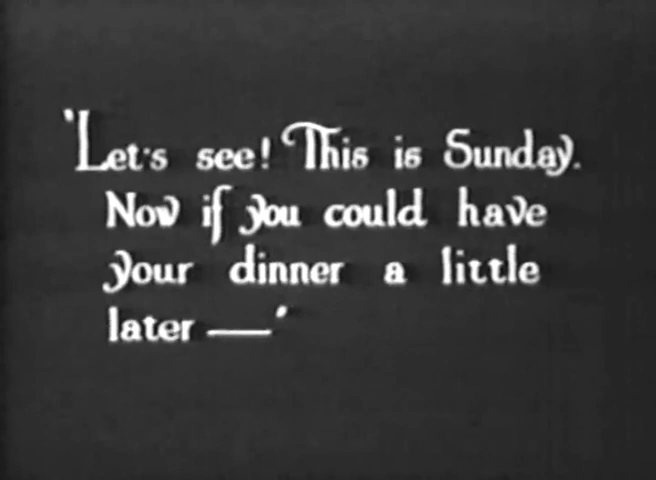 'Let's see! This is Sunday.
Now if you could have
your dinner a little
later —'